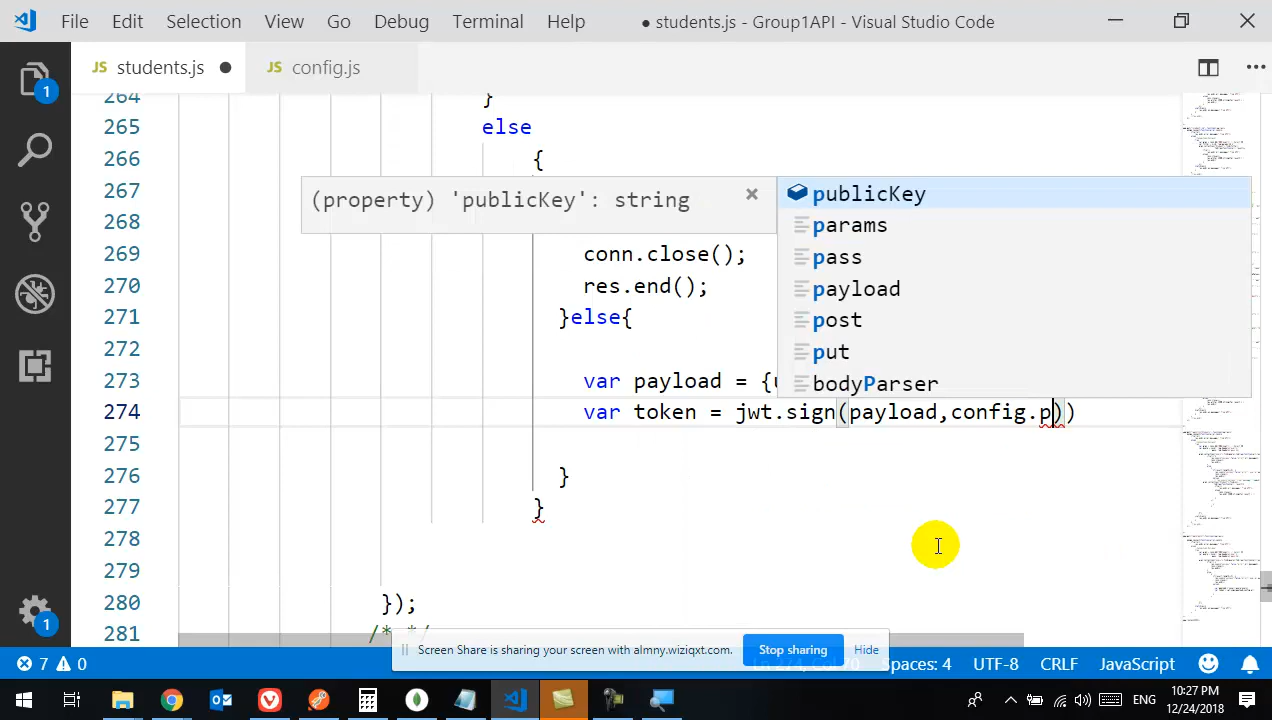 File Edit Selection View Go Debug Terminal Help ● students.js - Group1API - Visual Studio Code
JS students.js ● JS config.js
1
264 }
265 else
266 {
267
(property) 'publicKey': string ×
publicKey
params
pass
payload
post
put
bodyParser
268
269 conn.close();
270 res.end();
271 }else{
272
273 var payload = {
274 var token = jwt.sign(payload,config.p))
275
276 }
277 }
278
279
280 });
281 /* */
Screen Share is sharing your screen with almny.wiziqxt.com. Stop sharing Hide
1
7 0 Spaces: 4 UTF-8 CRLF JavaScript
ENG 10:27 PM
12/24/2018